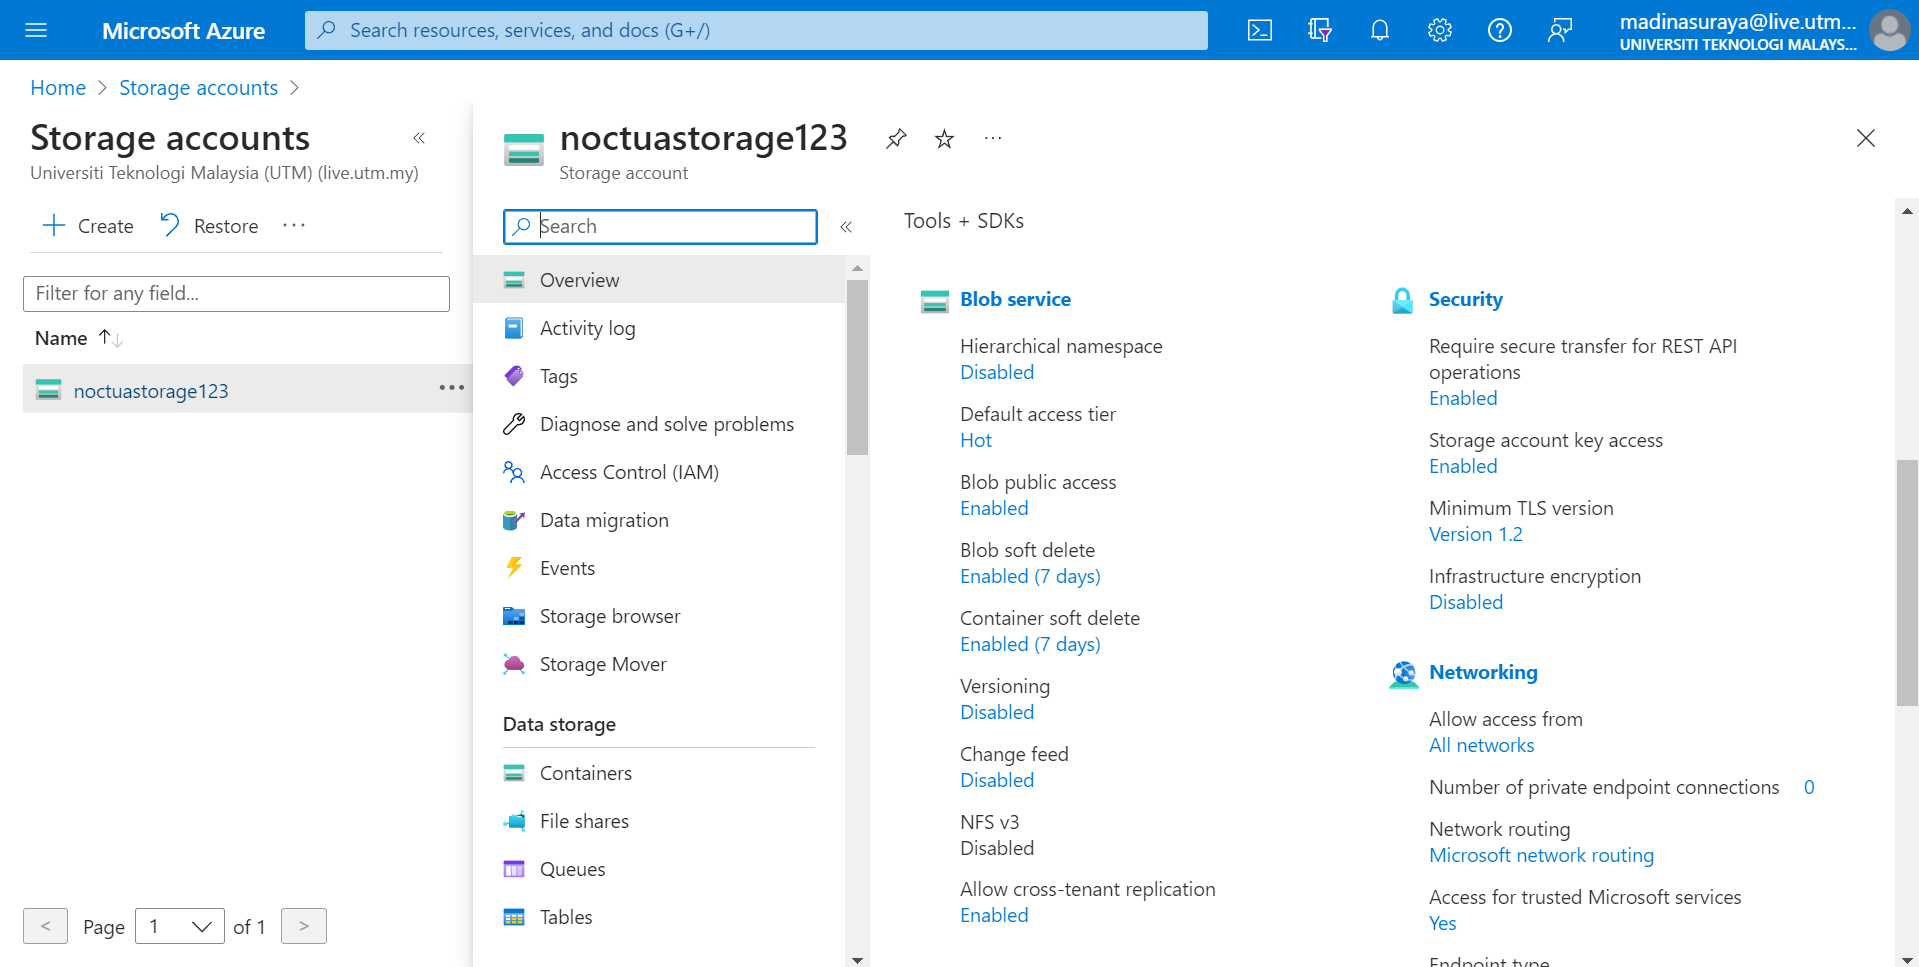 Microsoft Azure
Search resources, services, and docs (G+/)
madinasuraya@live.utm...
UNIVERSITI TEKNOLOGI MALAYS...
Home > Storage accounts >
Storage accounts
Universiti Teknologi Malaysia (UTM) (live.utm.my)
+ Create
Restore
...
Filter for any field...
Name ↑↓
noctuastorage123
...
< Page 1 of 1 >
noctuastorage123
...
Storage account
Search
«
Overview
Activity log
Tags
Diagnose and solve problems
Access Control (IAM)
Data migration
Events
Storage browser
Storage Mover
Data storage
Containers
File shares
Queues
Tables
Tools + SDKs
Blob service
Hierarchical namespace
Disabled
Default access tier
Hot
Blob public access
Enabled
Blob soft delete
Enabled (7 days)
Container soft delete
Enabled (7 days)
Versioning
Disabled
Change feed
Disabled
NFS v3
Disabled
Allow cross-tenant replication
Enabled
Security
Require secure transfer for REST API
operations
Enabled
Storage account key access
Enabled
Minimum TLS version
Version 1.2
Infrastructure encryption
Disabled
Networking
Allow access from
All networks
Number of private endpoint connections 0
Network routing
Microsoft network routing
Access for trusted Microsoft services
Yes
Endpoint type